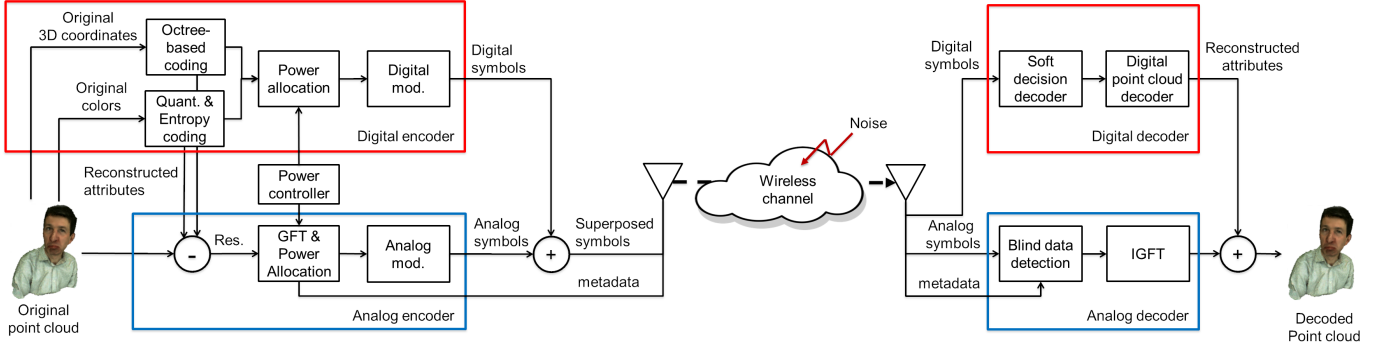 Original
3D coordinates
Octree-
based
coding
Original
colors
Quant. &
Entropy
coding
Power
allocation
Digital
mod.
Digital
symbols
Digital encoder
Reconstructed
attributes
Power
controller
Res.
GFT &
Power
Allocation
Analog
mod.
Analog
symbols
Analog encoder
-
+
Superposed
symbols
metadata
Original
point cloud
Wireless
channel
Noise
Digital
symbols
Soft
decision
decoder
Digital
point cloud
decoder
Digital decoder
Reconstructed
attributes
Analog
symbols
metadata
Blind data
detection
IGFT
Analog decoder
+
Decoded
Point cloud